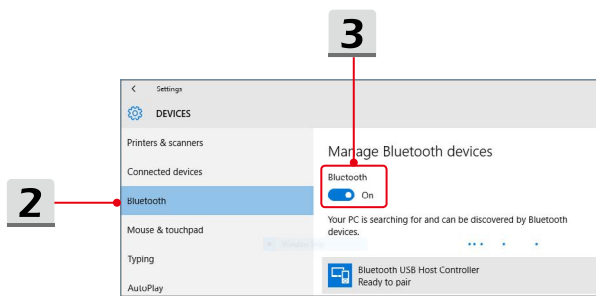 3
Settings
DEVICES
Printers & scanners
Connected devices
2
Bluetooth
Mouse & touchpad
Typing
AutoPlay
Manage Bluetooth devices
Bluetooth
On
Your PC is searching for and can be discovered by Bluetooth
devices.
Bluetooth USB Host Controller
Ready to pair